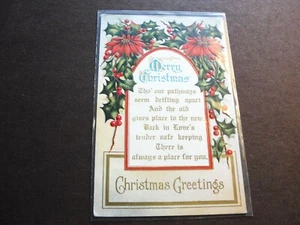 Merry
Christmas
Tho' our pathways
seem drifting apart
And the old
gives place to the new
Back in Love's
tender safe keeping
There is
always a place for you.
Christmas Greetings